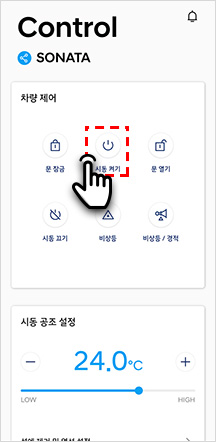 Control
SONATA
차량 제어
문 잠금
시동 켜기
문 열기
시동 끄기
비상등
비상등 / 경적
시동 공조 설정
24.0°C
LOW
HIGH